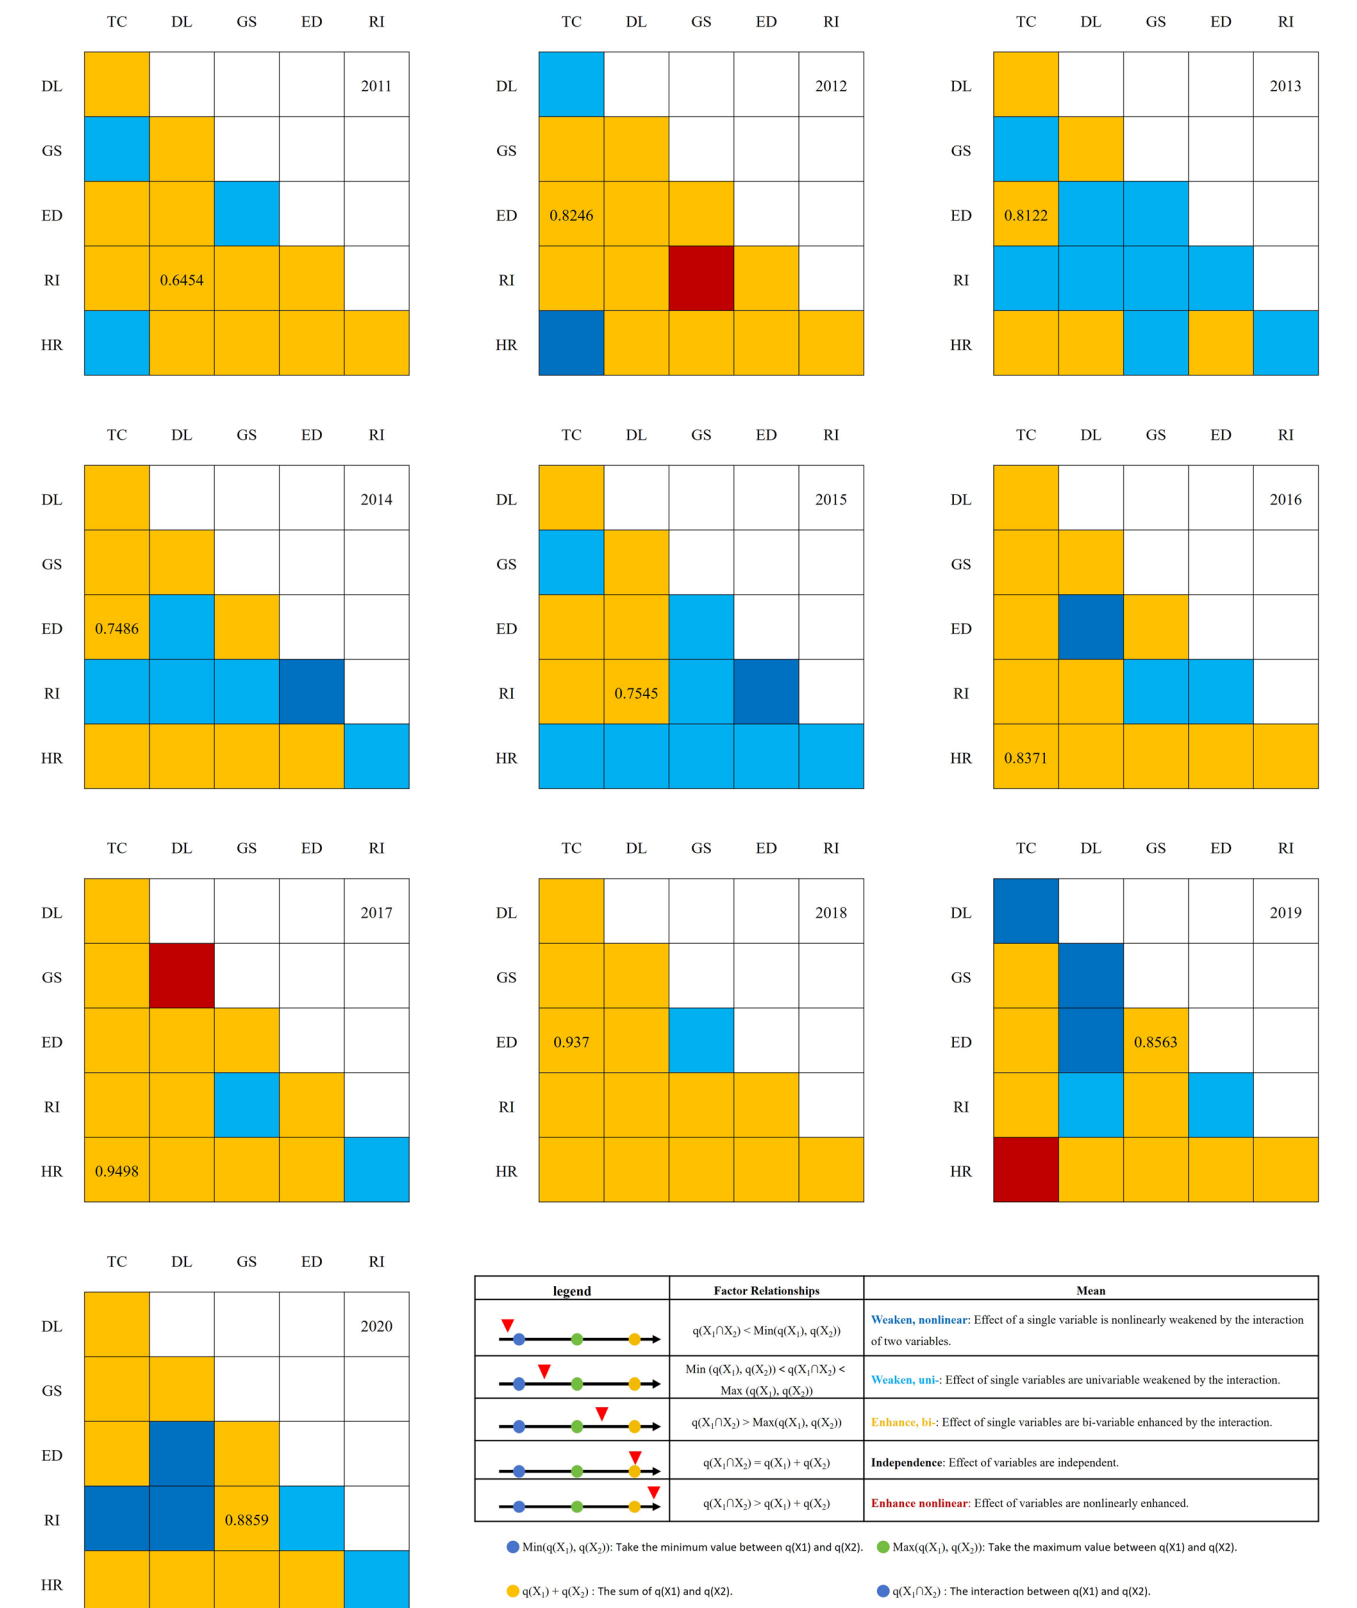 TC DL GS ED RI
DL 2011
GS
ED
RI 0.6454
HR
TC DL GS ED RI
DL 2012
GS
ED 0.8246
RI
HR
TC DL GS ED RI
DL 2013
GS
ED 0.8122
RI
HR
TC DL GS ED RI
DL 2014
GS
ED 0.7486
RI
HR
TC DL GS ED RI
DL 2015
GS
ED
RI 0.7545
HR
TC DL GS ED RI
DL 2016
GS
ED
RI
HR 0.8371
TC DL GS ED RI
DL 2017
GS
ED
RI
HR 0.9498
TC DL GS ED RI
DL 2018
GS
ED 0.937
RI
HR
TC DL GS ED RI
DL 2019
GS
ED 0.8563
RI
HR
TC DL GS ED RI
DL 2020
GS
ED
RI 0.8859
HR
legend Factor Relationships Mean
q(X₁∩X₂) < Min(q(X₁), q(X₂))
Weaken, nonlinear: Effect of a single variable is nonlinearly weakened by the interaction
of two variables.
Min (q(X₁), q(X₂)) < q(X₁∩X₂) <
Max (q(X₁), q(X₂))
Weaken, uni-: Effect of single variables are univariable weakened by the interaction.
q(X₁∩X₂) > Max(q(X₁), q(X₂))
Enhance, bi-: Effect of single variables are bi-variable enhanced by the interaction.
q(X₁∩X₂) = q(X₁) + q(X₂)
Independence: Effect of variables are independent.
q(X₁∩X₂) > q(X₁) + q(X₂)
Enhance nonlinear: Effect of variables are nonlinearly enhanced.
Min(q(X₁), q(X₂)): Take the minimum value between q(X1) and q(X2).
Max(q(X₁), q(X₂)): Take the maximum value between q(X1) and q(X2).
q(X₁) + q(X₂) : The sum of q(X1) and q(X2).
q(X₁∩X₂) : The interaction between q(X1) and q(X2).